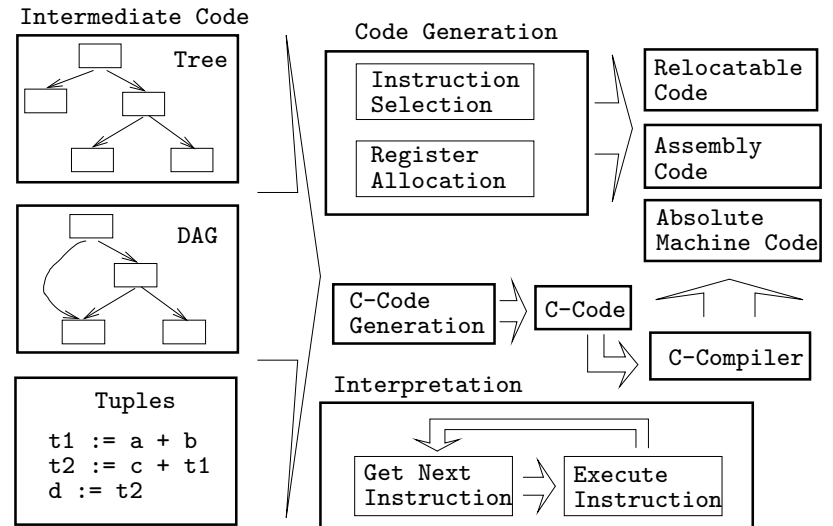 Intermediate Code
Tree
DAG
Tuples
t1 := a + b
t2 := c + t1
d := t2
Code Generation
Instruction
Selection
Register
Allocation
Relocatable
Code
Assembly
Code
Absolute
Machine Code
C-Code
Generation
C-Code
C-Compiler
Interpretation
Get Next
Instruction
Execute
Instruction